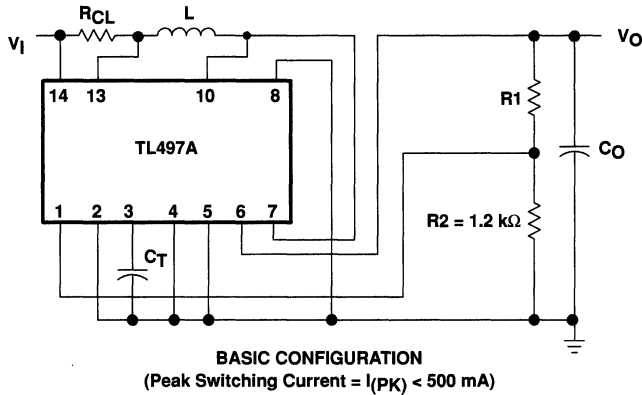 RCL L
VI VO
14 13 10 8
R1
TL497A CO
1 2 3 4 5 6 7
R2 = 1.2 kΩ
CT
BASIC CONFIGURATION
(Peak Switching Current = I(PK) < 500 mA)